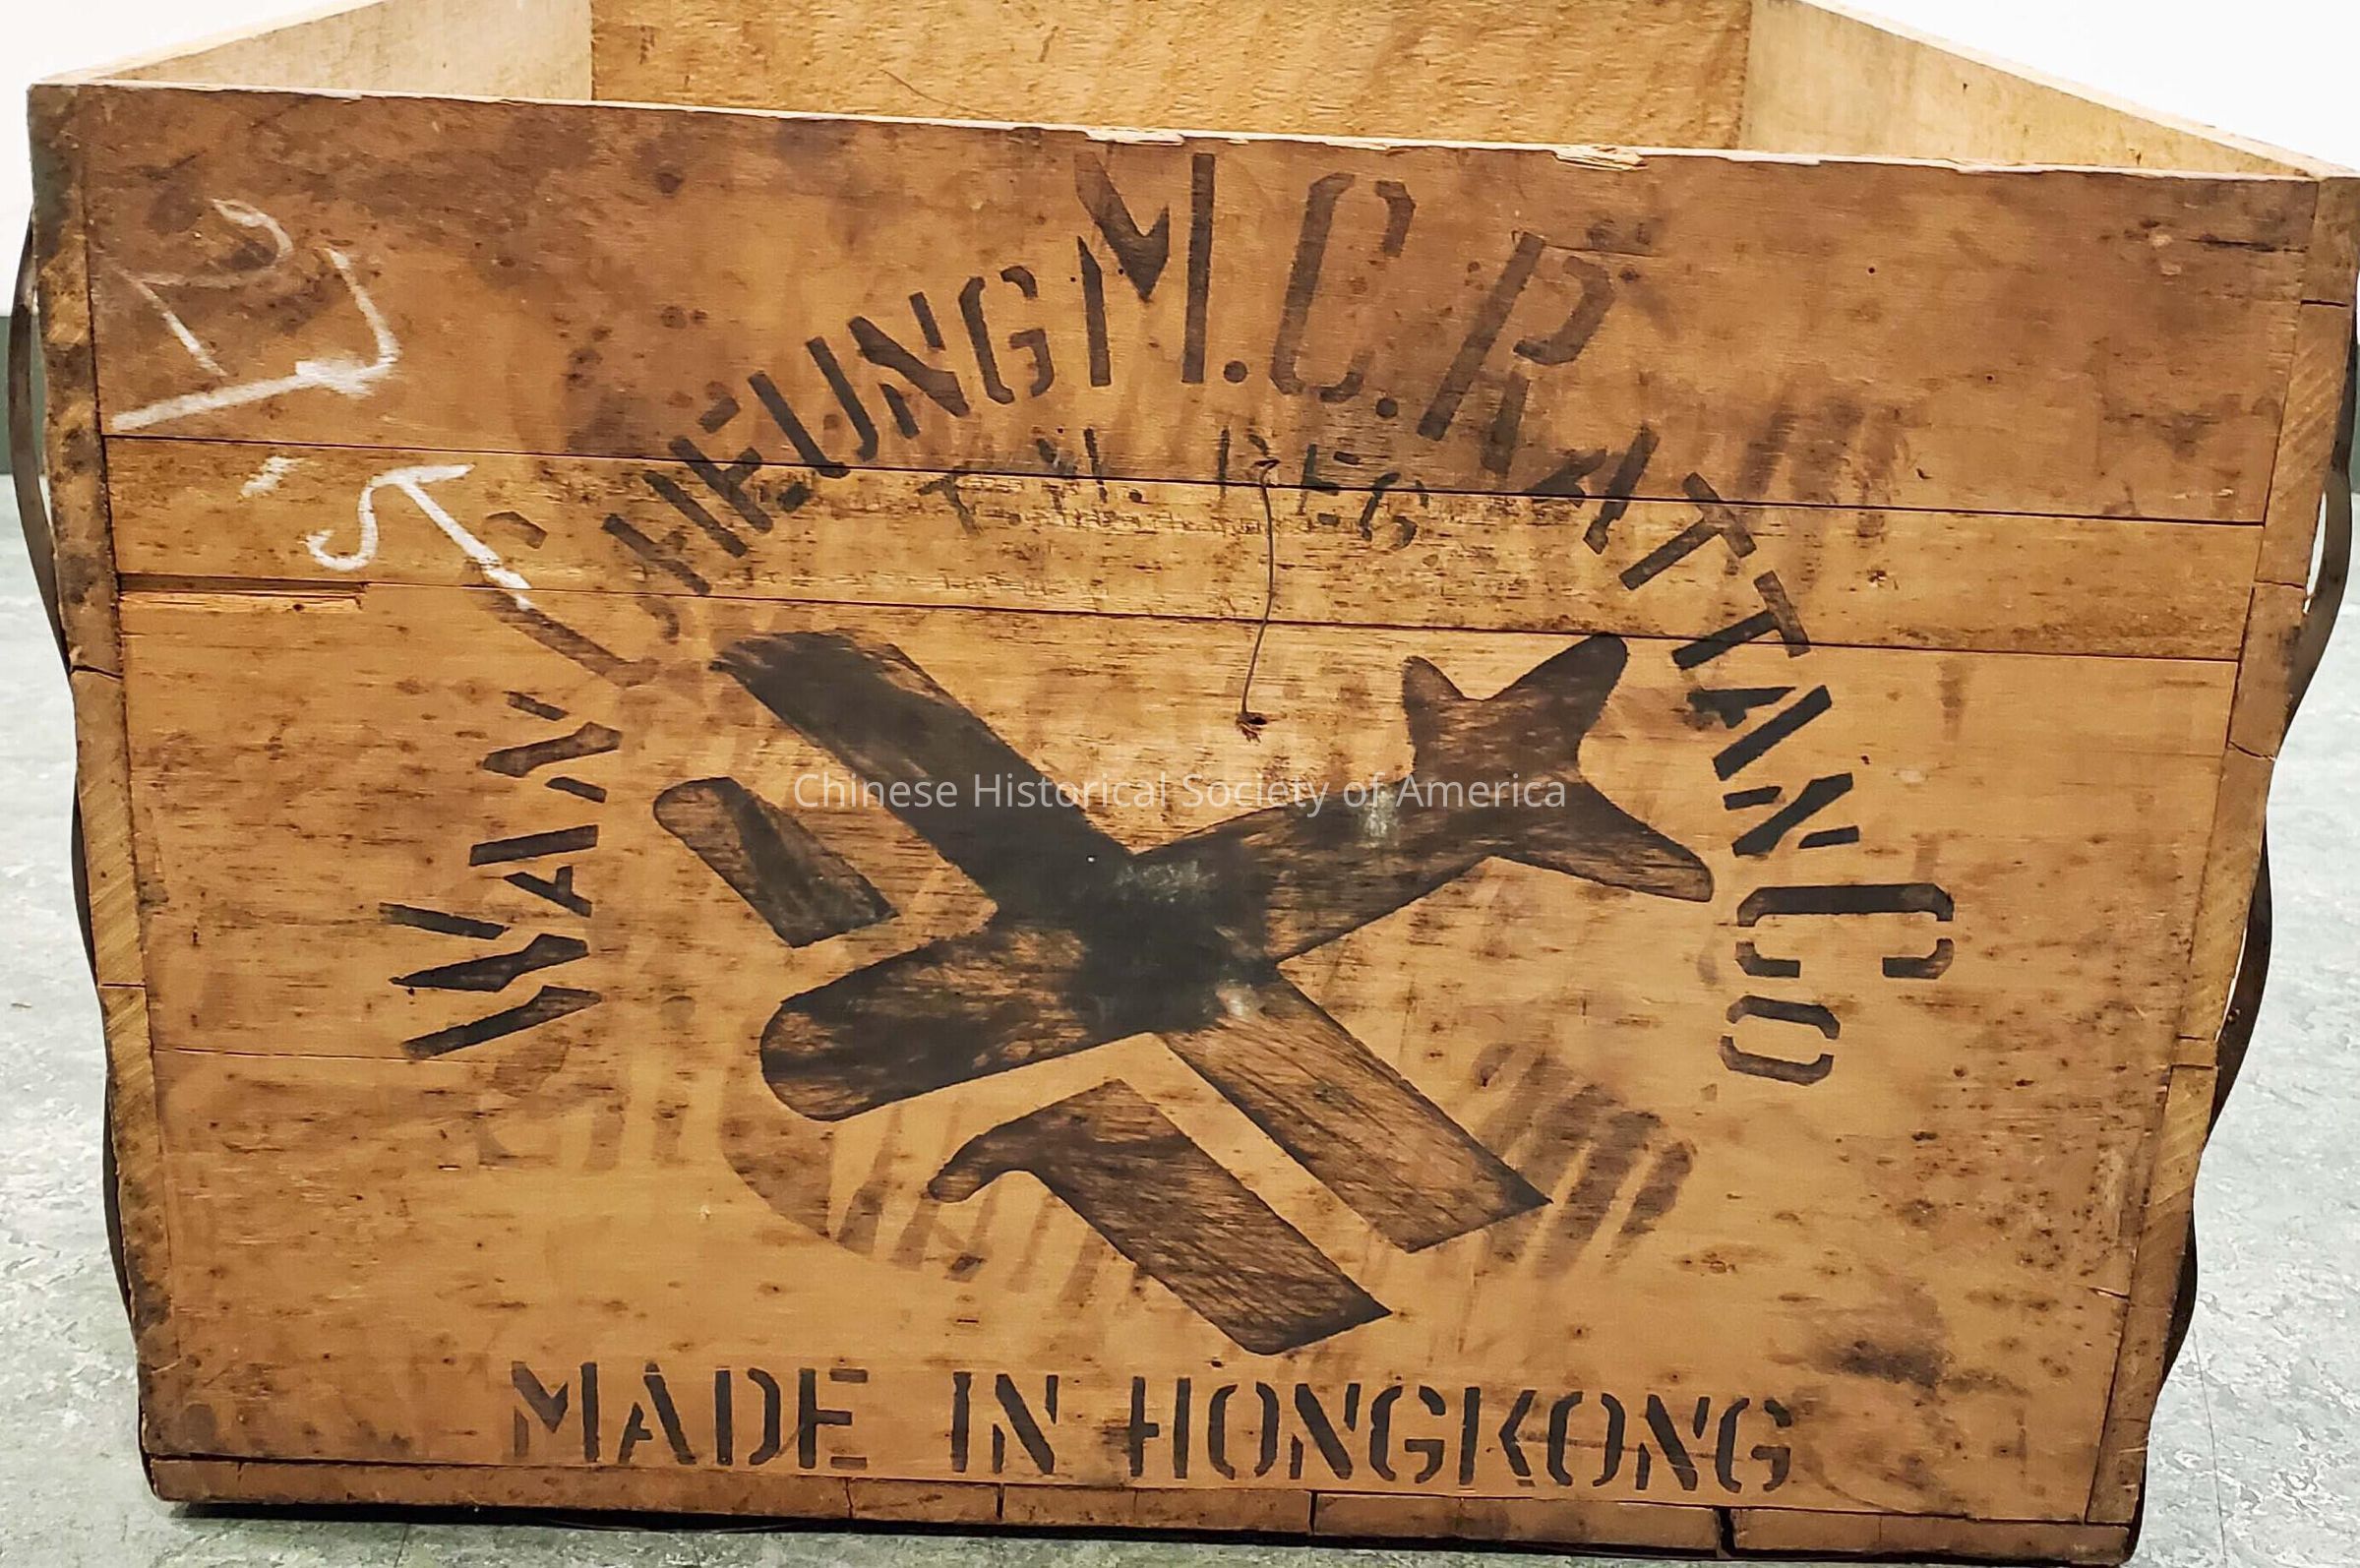 WAN CHEUNG M.C. RATTAN CO
T.M. REG.
Chinese Historical Society of America
MADE IN HONGKONG